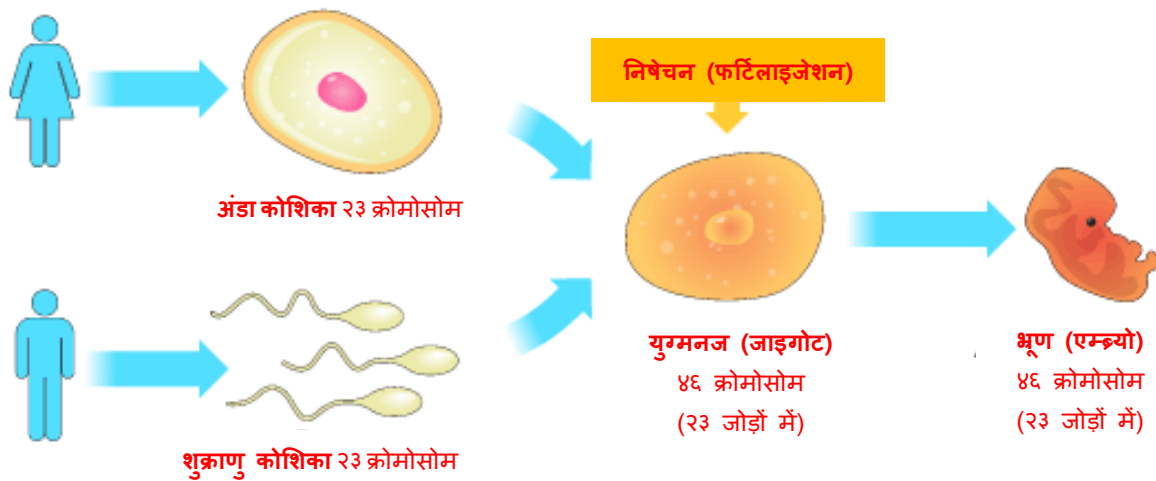 निषेचन (फर्टिलाइजेशन)
अंडा कोशिका २३ क्रोमोसोम
युग्मनज (जाइगोट)
४६ क्रोमोसोम
(२३ जोड़ों में)
भ्रूण (एम्ब्र्यो)
४६ क्रोमोसोम
(२३ जोड़ों में)
शुक्राणु कोशिका २३ क्रोमोसोम